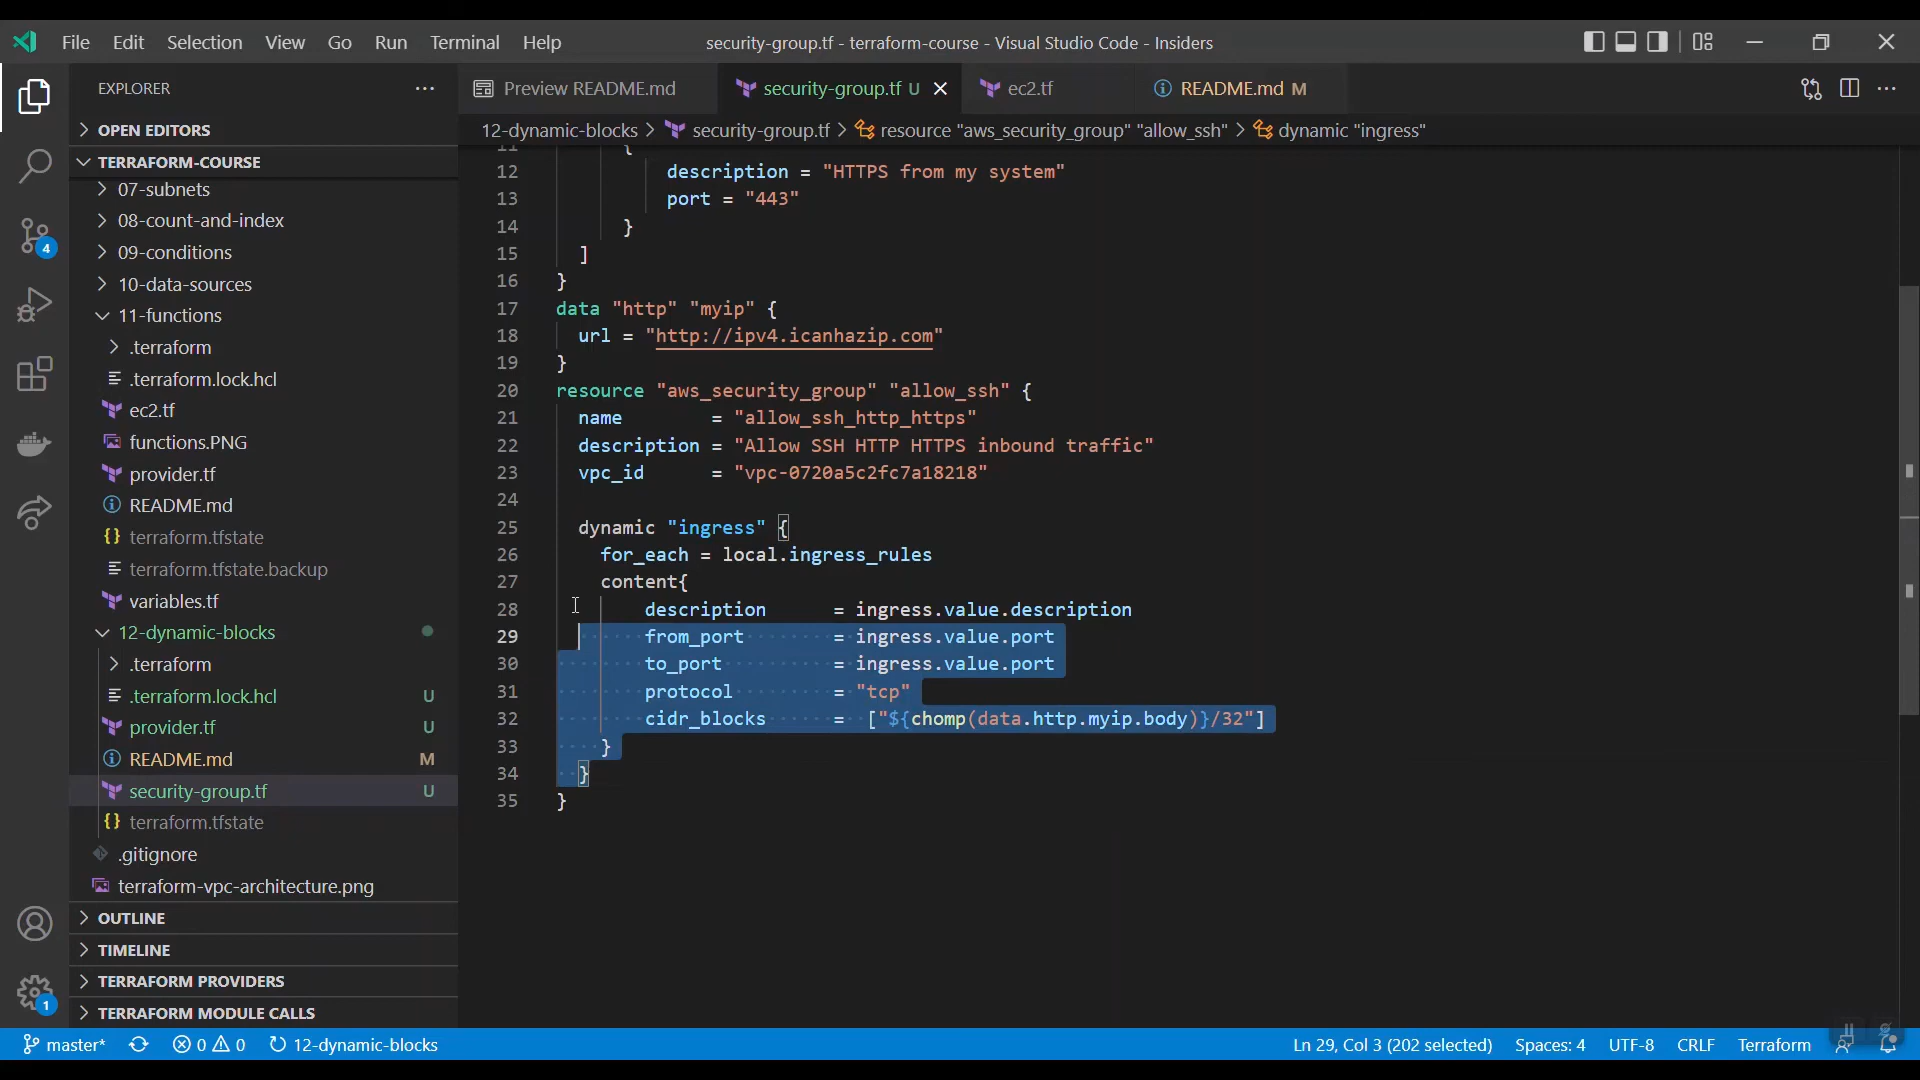 File Edit Selection View Go Run Terminal Help
security-group.tf - terraform-course - Visual Studio Code - Insiders
EXPLORER
Preview README.md
security-group.tf U
ec2.tf
README.md M
OPEN EDITORS
12-dynamic-blocks > security-group.tf > resource "aws_security_group" "allow_ssh" > dynamic "ingress"
TERRAFORM-COURSE
07-subnets
08-count-and-index
09-conditions
10-data-sources
11-functions
.terraform
.terraform.lock.hcl
ec2.tf
functions.PNG
provider.tf
README.md
terraform.tfstate
terraform.tfstate.backup
variables.tf
12-dynamic-blocks
.terraform
.terraform.lock.hcl U
provider.tf U
README.md M
security-group.tf U
terraform.tfstate
.gitignore
terraform-vpc-architecture.png
OUTLINE
TIMELINE
TERRAFORM PROVIDERS
TERRAFORM MODULE CALLS
4
1
11 {
12 description = "HTTPS from my system"
13 port = "443"
14 }
15 ]
16 }
17 data "http" "myip" {
18 url = "http://ipv4.icanhazip.com"
19 }
20 resource "aws_security_group" "allow_ssh" {
21 name = "allow_ssh_http_https"
22 description = "Allow SSH HTTP HTTPS inbound traffic"
23 vpc_id = "vpc-0720a5c2fc7a18218"
24
25 dynamic "ingress" {
26 for_each = local.ingress_rules
27 content{
28 description = ingress.value.description
29 from_port = ingress.value.port
30 to_port = ingress.value.port
31 protocol = "tcp"
32 cidr_blocks = ["${chomp(data.http.myip.body)}/32"]
33 }
34 }
35 }
master* 0 0 12-dynamic-blocks
Ln 29, Col 3 (202 selected) Spaces: 4 UTF-8 CRLF Terraform